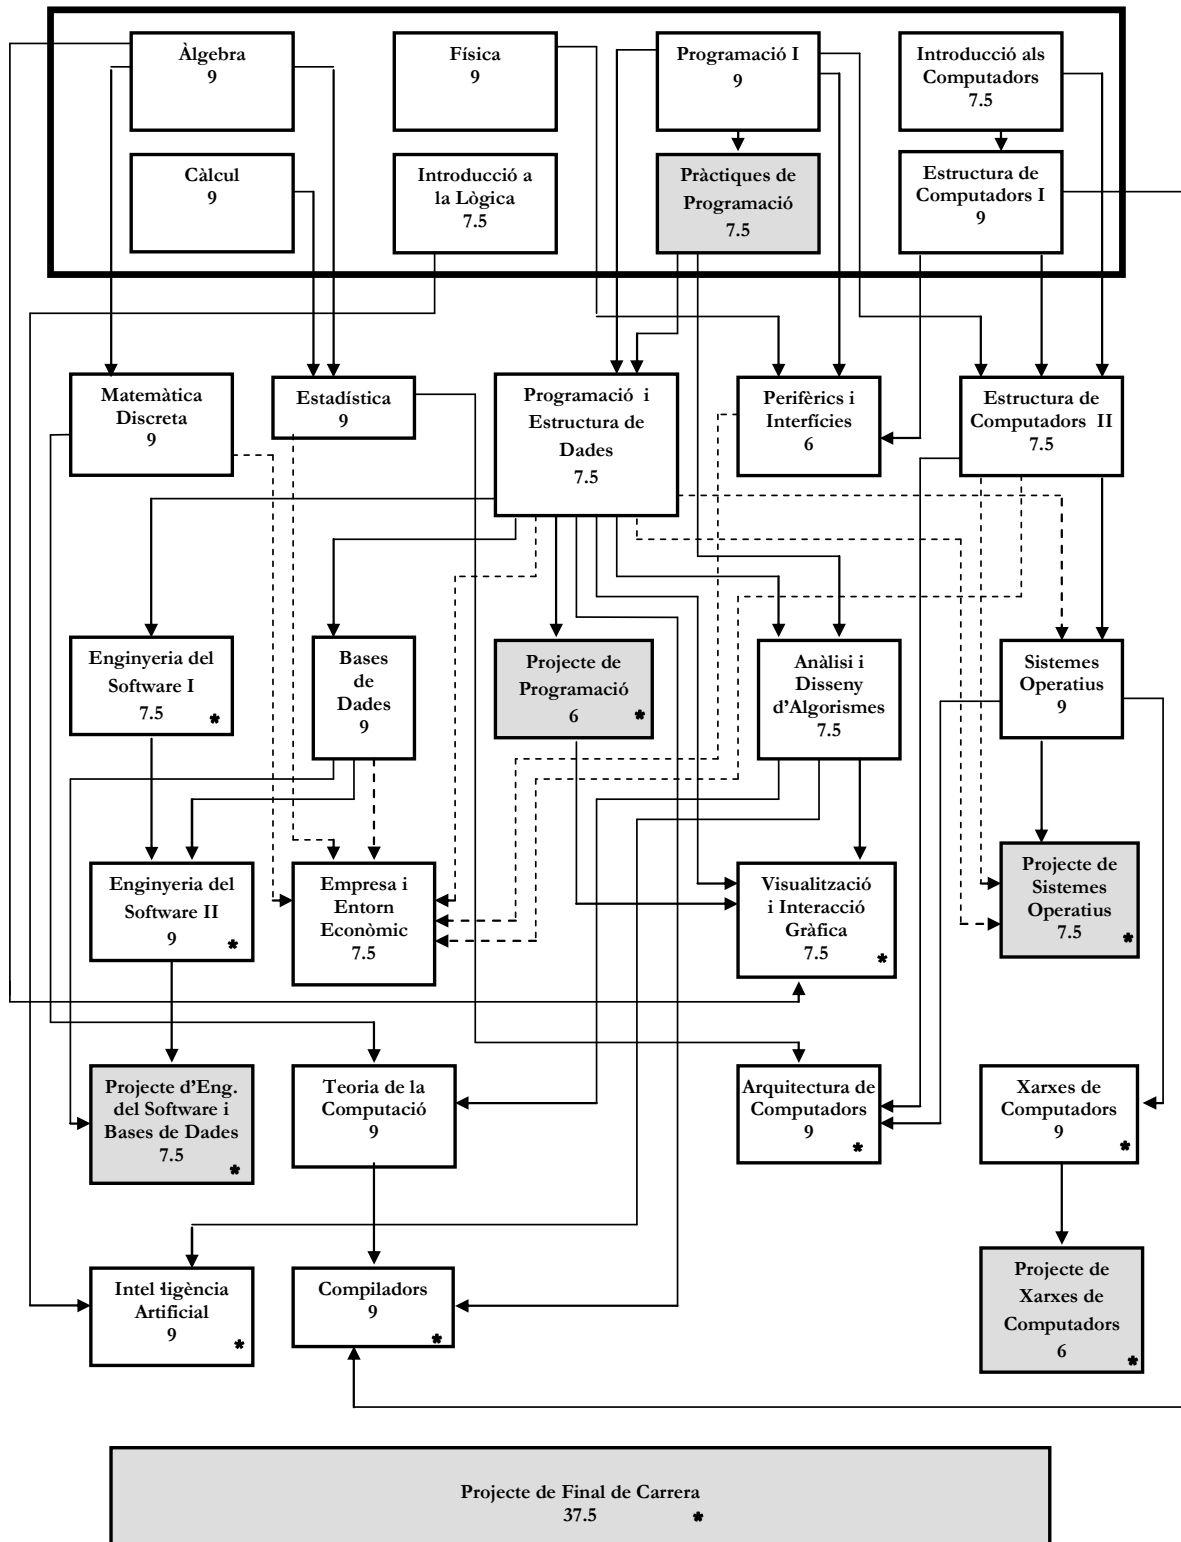 Àlgebra
9
Física
9
Programació I
9
Introducció als
Computadors
7.5
Càlcul
9
Introducció a
la Lògica
7.5
Pràctiques de
Programació
7.5
Estructura de
Computadors I
9
Matemàtica
Discreta
9
Estadística
9
Programació i
Estructura de
Dades
7.5
Perifèrics i
Interfícies
6
Estructura de
Computadors II
7.5
Enginyeria del
Software I
7.5 *
Bases
de
Dades
9
Projecte de
Programació
6 *
Anàlisi i
Disseny
d'Algorismes
7.5
Sistemes
Operatius
9
Enginyeria del
Software II
9 *
Empresa i
Entorn
Econòmic
7.5
Visualització
i Interacció
Gràfica
7.5 *
Projecte de
Sistemes
Operatius
7.5 *
Projecte d'Eng.
del Software i
Bases de Dades
7.5 *
Teoria de la
Computació
9
Arquitectura de
Computadors
9 *
Xarxes de
Computadors
9 *
Intel·ligència
Artificial
9 *
Compiladors
9 *
Projecte de
Xarxes de
Computadors
6 *
Projecte de Final de Carrera
37.5 *